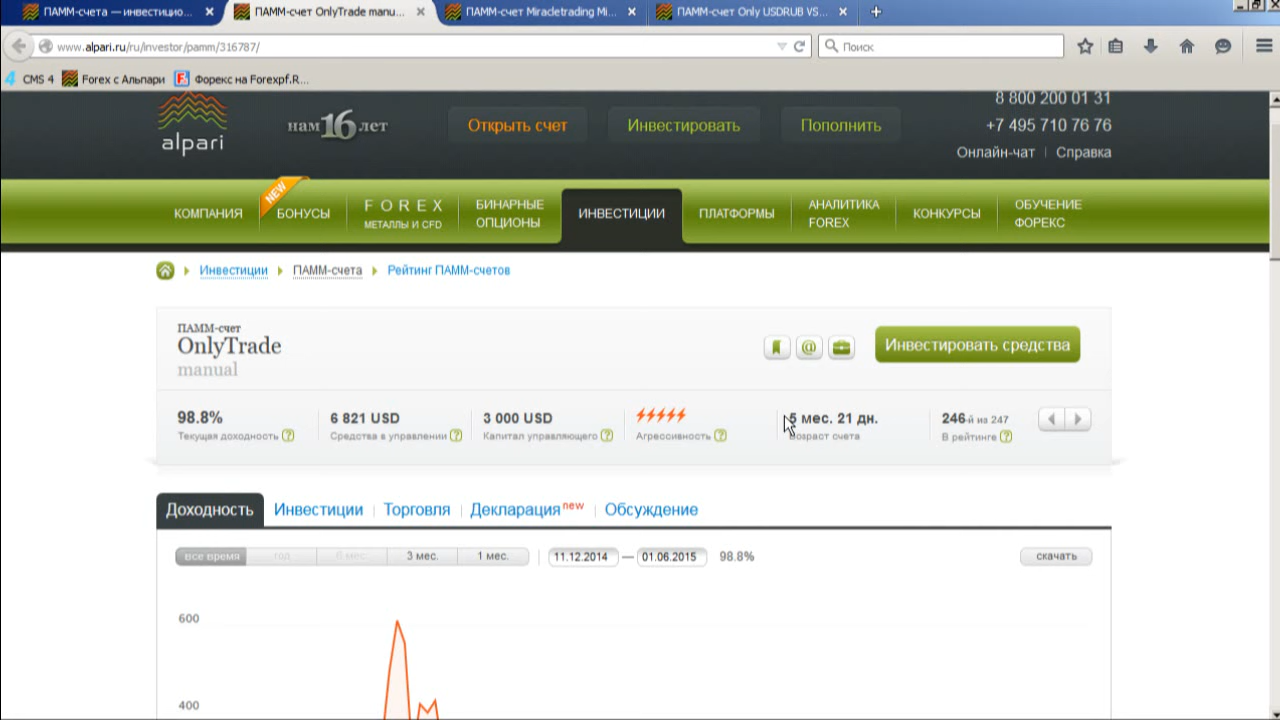 ПАММ-счета — инвестицио...
ПАММ-счет OnlyTrade manu...
ПАММ-счет Miracletrading Mi...
ПАММ-счет Only USDRUB VS...
www.alpari.ru/ru/investor/pamm/316787/
Поиск
CMS 4
Forex с Альпари
Форекс на Forexpf.R...
alpari
нам 16 лет
Открыть счет
Инвестировать
Пополнить
8 800 200 01 31
+7 495 710 76 76
Онлайн-чат
Справка
КОМПАНИЯ
NEW
БОНУСЫ
FOREX
МЕТАЛЛЫ И CFD
БИНАРНЫЕ
ОПЦИОНЫ
ИНВЕСТИЦИИ
ПЛАТФОРМЫ
АНАЛИТИКА
FOREX
КОНКУРСЫ
ОБУЧЕНИЕ
ФОРЕКС
Инвестиции
ПАММ-счета
Рейтинг ПАММ-счетов
ПАММ-счет
OnlyTrade
manual
Инвестировать средства
98.8%
Текущая доходность ?
6 821 USD
Средства в управлении ?
3 000 USD
Капитал управляющего ?
Агрессивность ?
5 мес. 21 дн.
Возраст счета
246-й из 247
В рейтинге ?
Доходность
Инвестиции
Торговля
Декларация new
Обсуждение
все время
год
6 мес.
3 мес.
1 мес.
11.12.2014 — 01.06.2015
98.8%
скачать
600
400